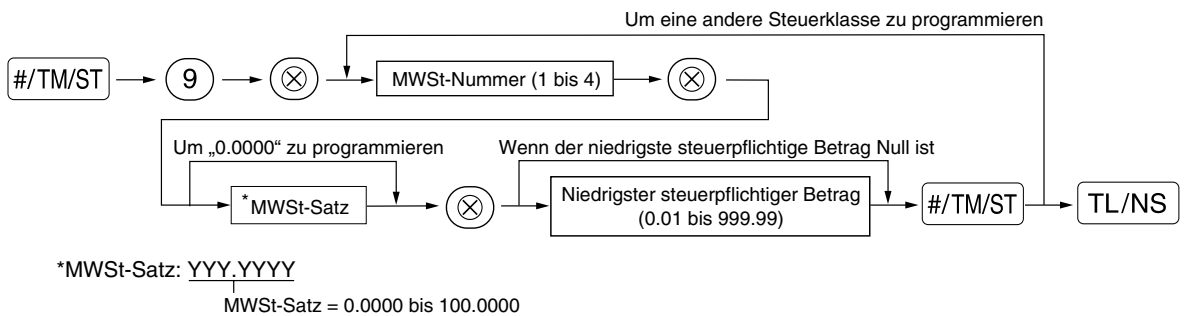 Um eine andere Steuerklasse zu programmieren
#/TM/ST 9 ⊗ MWSt-Nummer (1 bis 4) ⊗
Um „0.0000“ zu programmieren
Wenn der niedrigste steuerpflichtige Betrag Null ist
*MWSt-Satz ⊗ Niedrigster steuerpflichtiger Betrag
(0.01 bis 999.99)
#/TM/ST TL/NS
*MWSt-Satz: YYY.YYYY
MWSt-Satz = 0.0000 bis 100.0000